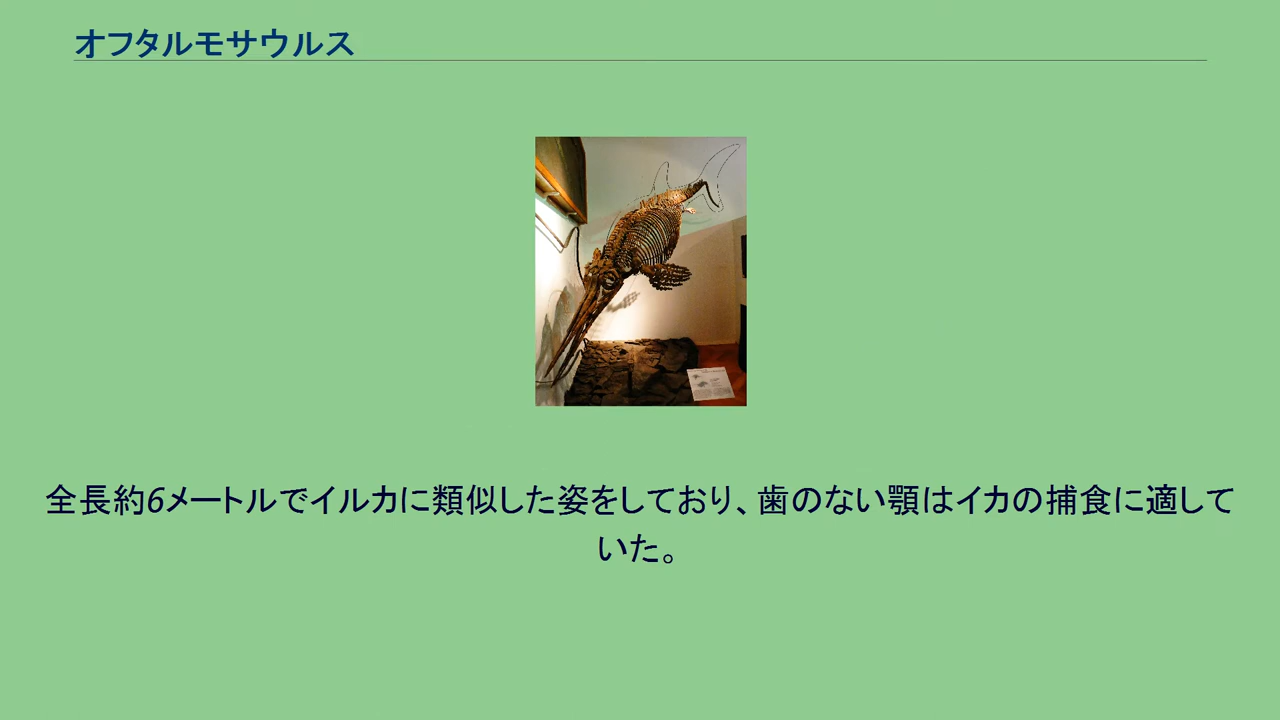 オフタルモサウルス
全長約6メートルでイルカに類似した姿をしており、歯のない顎はイカの捕食に適して
いた。